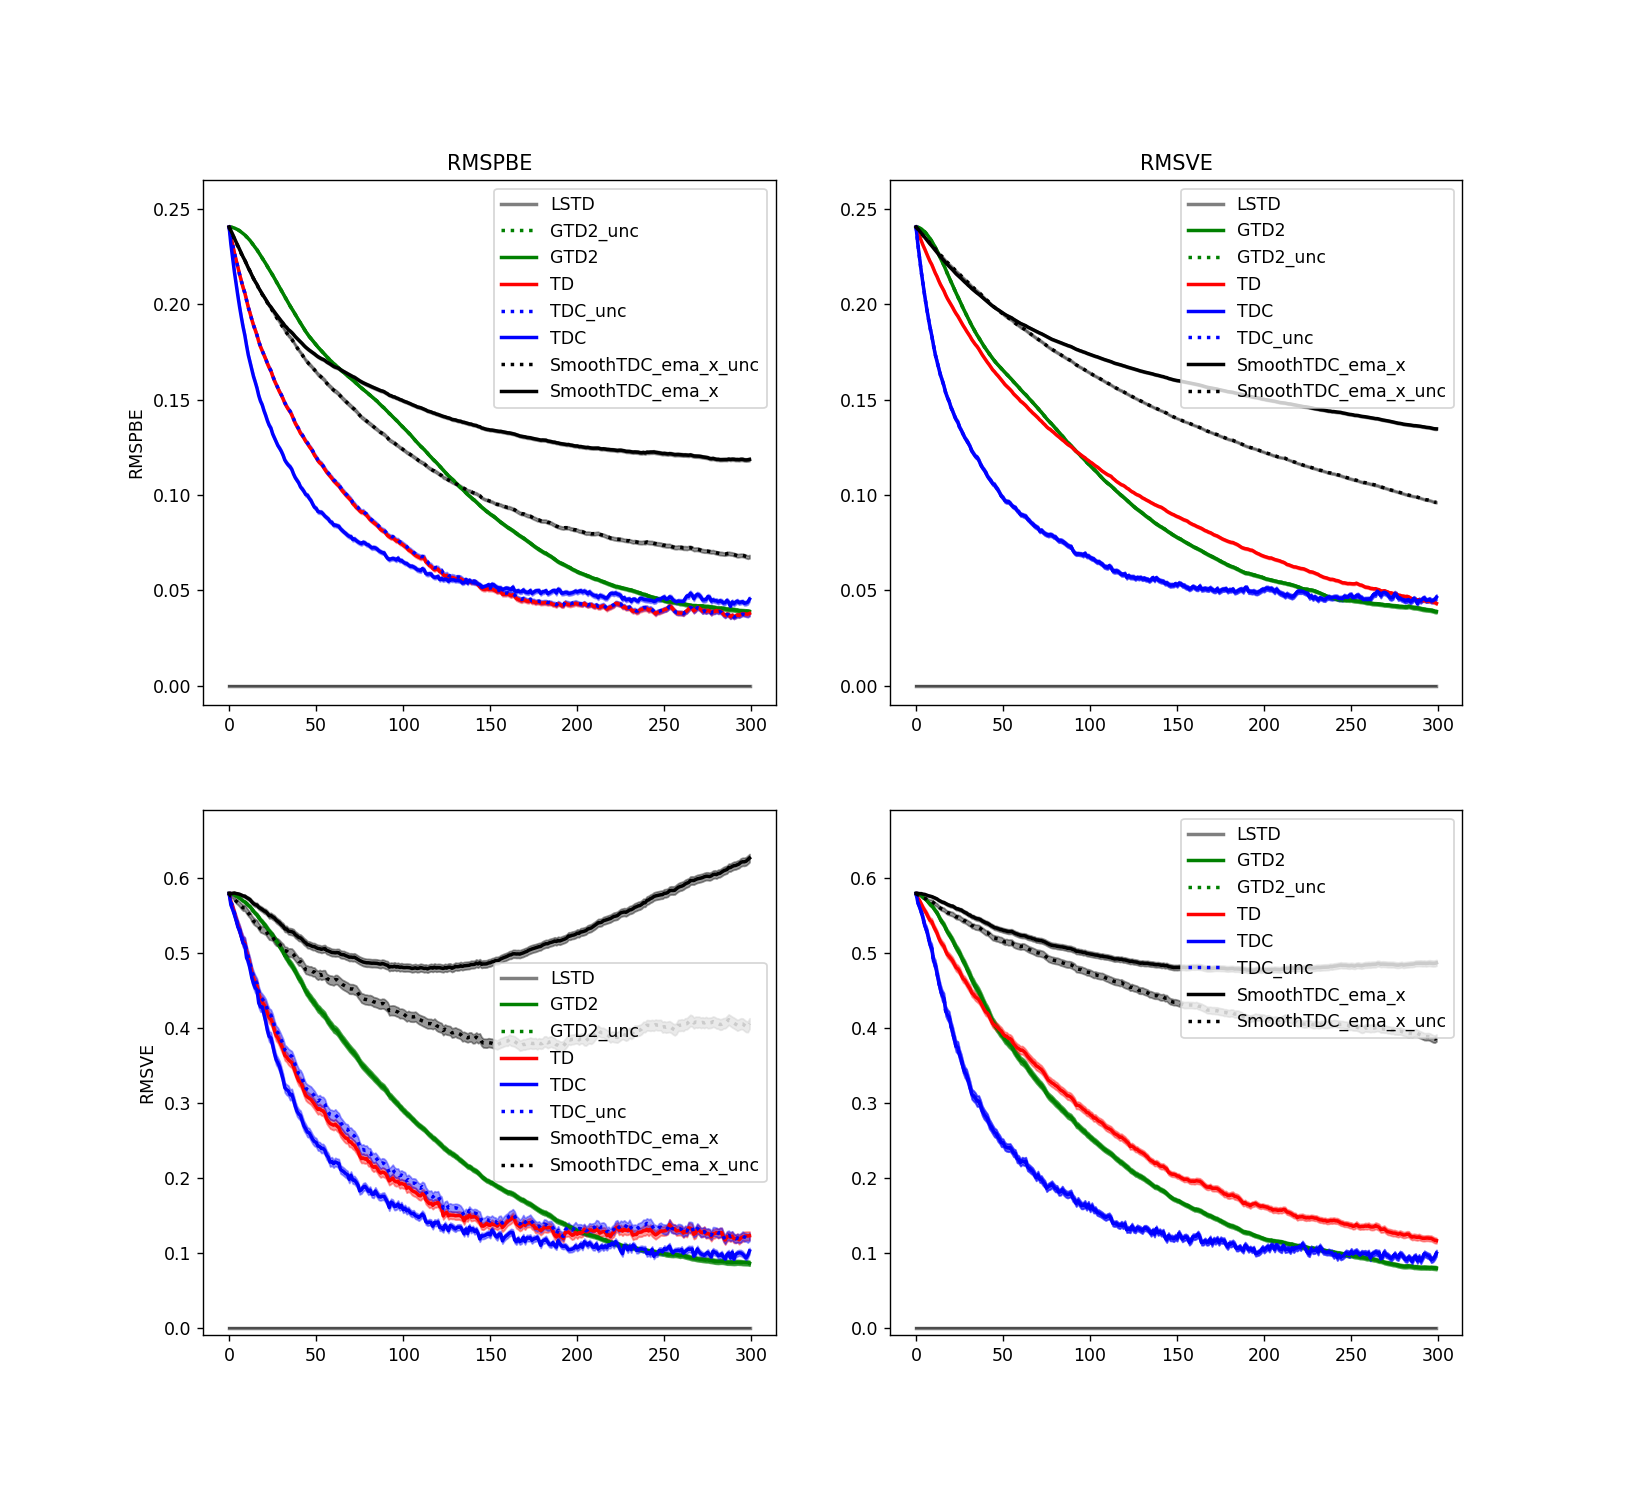 RMSPBE
RMSPBE
0.25
0.20
0.15
0.10
0.05
0.00
0 50 100 150 200 250 300
LSTD
GTD2_unc
GTD2
TD
TDC_unc
TDC
SmoothTDC_ema_x_unc
SmoothTDC_ema_x
RMSVE
0.25
0.20
0.15
0.10
0.05
0.00
0 50 100 150 200 250 300
LSTD
GTD2
GTD2_unc
TD
TDC
TDC_unc
SmoothTDC_ema_x
SmoothTDC_ema_x_unc
RMSVE
0.6
0.5
0.4
0.3
0.2
0.1
0.0
0 50 100 150 200 250 300
LSTD
GTD2
GTD2_unc
TD
TDC
TDC_unc
SmoothTDC_ema_x
SmoothTDC_ema_x_unc
0.6
0.5
0.4
0.3
0.2
0.1
0.0
0 50 100 150 200 250 300
LSTD
GTD2
GTD2_unc
TD
TDC
TDC_unc
SmoothTDC_ema_x
SmoothTDC_ema_x_unc